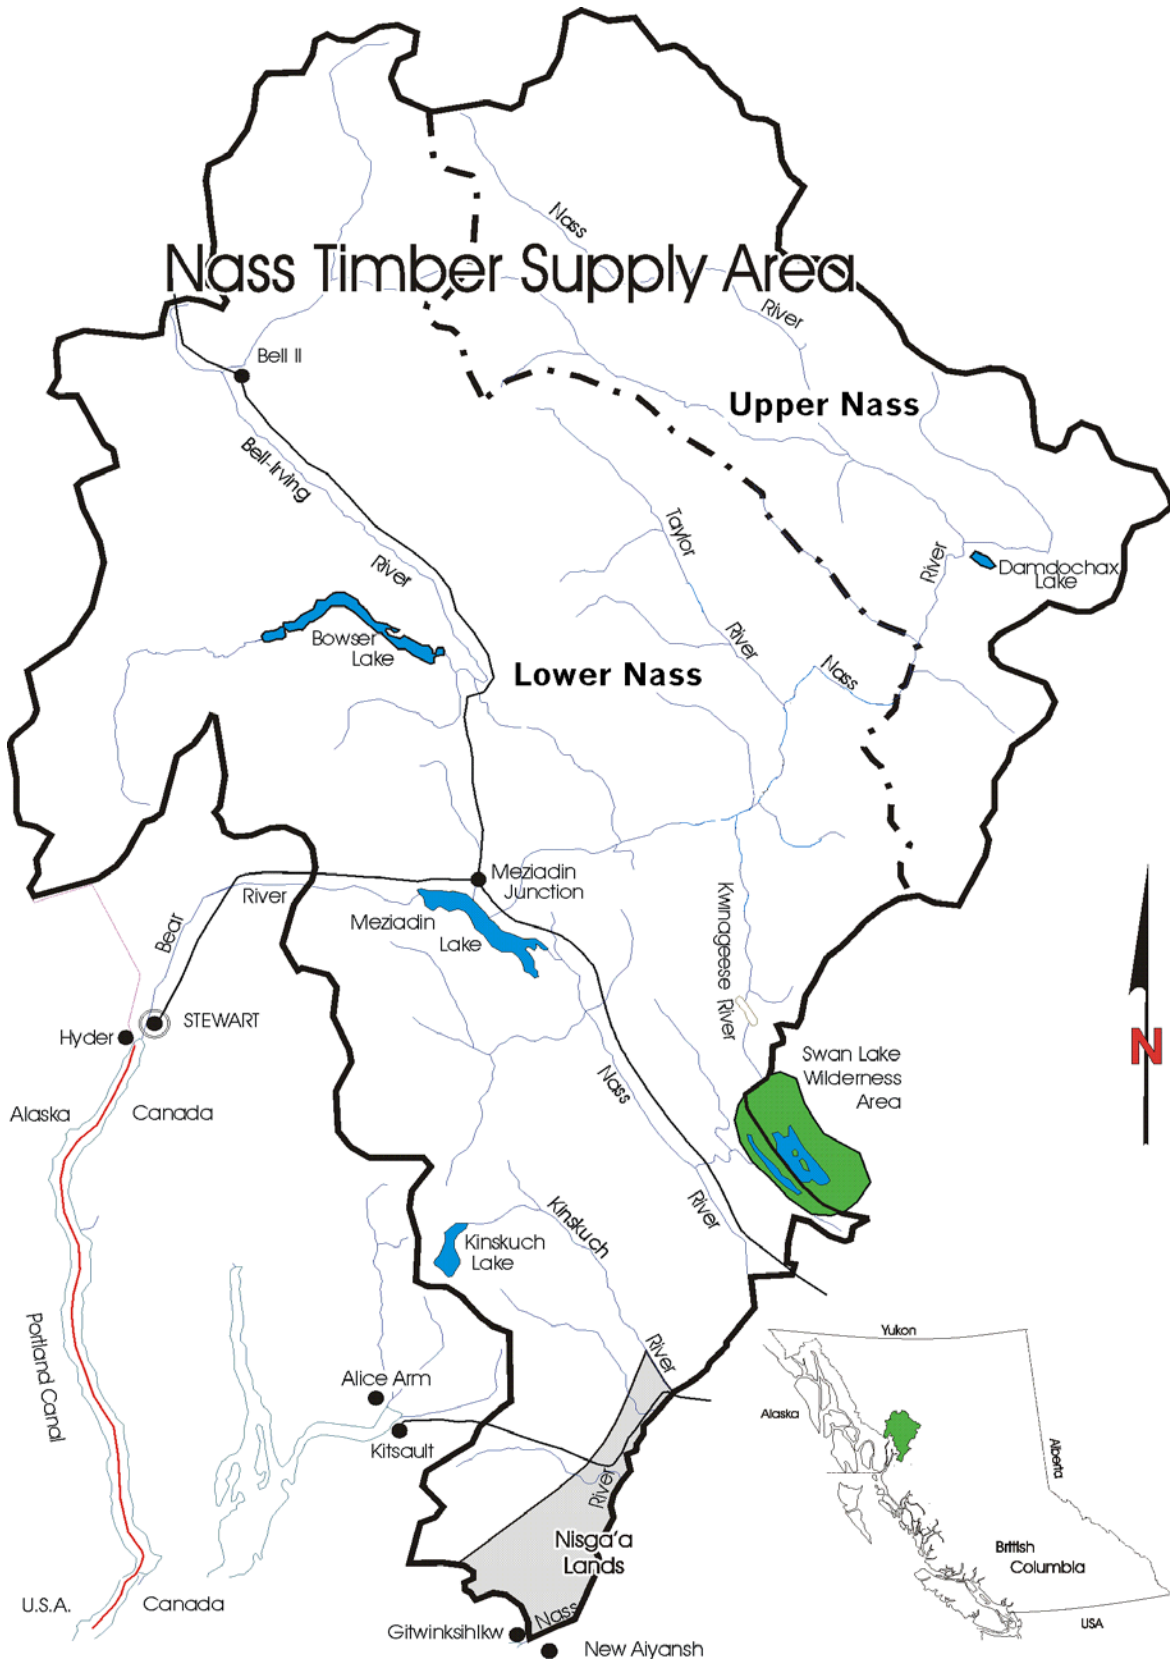 Nass
Nass Timber Supply Area
River
Bell II
Upper Nass
Bell-Irving
Taylor
River
River
Damdochax
Lake
Bowser
Lake
River
Nass
Lower Nass
Meziadin
Junction
River
Bear
Meziadin
Lake
Kwinageese River
STEWART
Hyder
Swan Lake
Wilderness
Area
Nass
Alaska
Canada
N
River
Kinskuch
Kinskuch
Lake
Portland Canal
River
Yukon
Alice Arm
Alaska
Alberta
Kitsault
River
Nisga'a
Lands
British
Columbia
U.S.A.
Canada
Nass
USA
Gitwinksihlkw
New Aiyansh